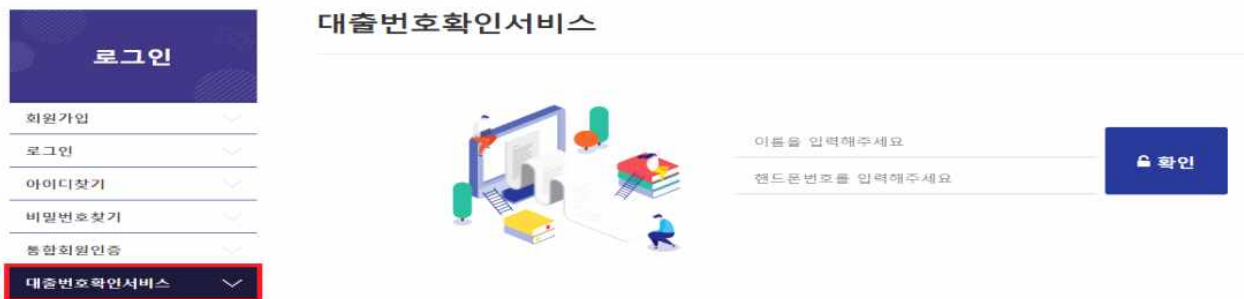 대출번호확인서비스
로그인
회원가입
로그인
아이디찾기
비밀번호찾기
통합회원인증
대출번호확인서비스
이름을 입력해주세요
핸드폰번호를 입력해주세요
확인